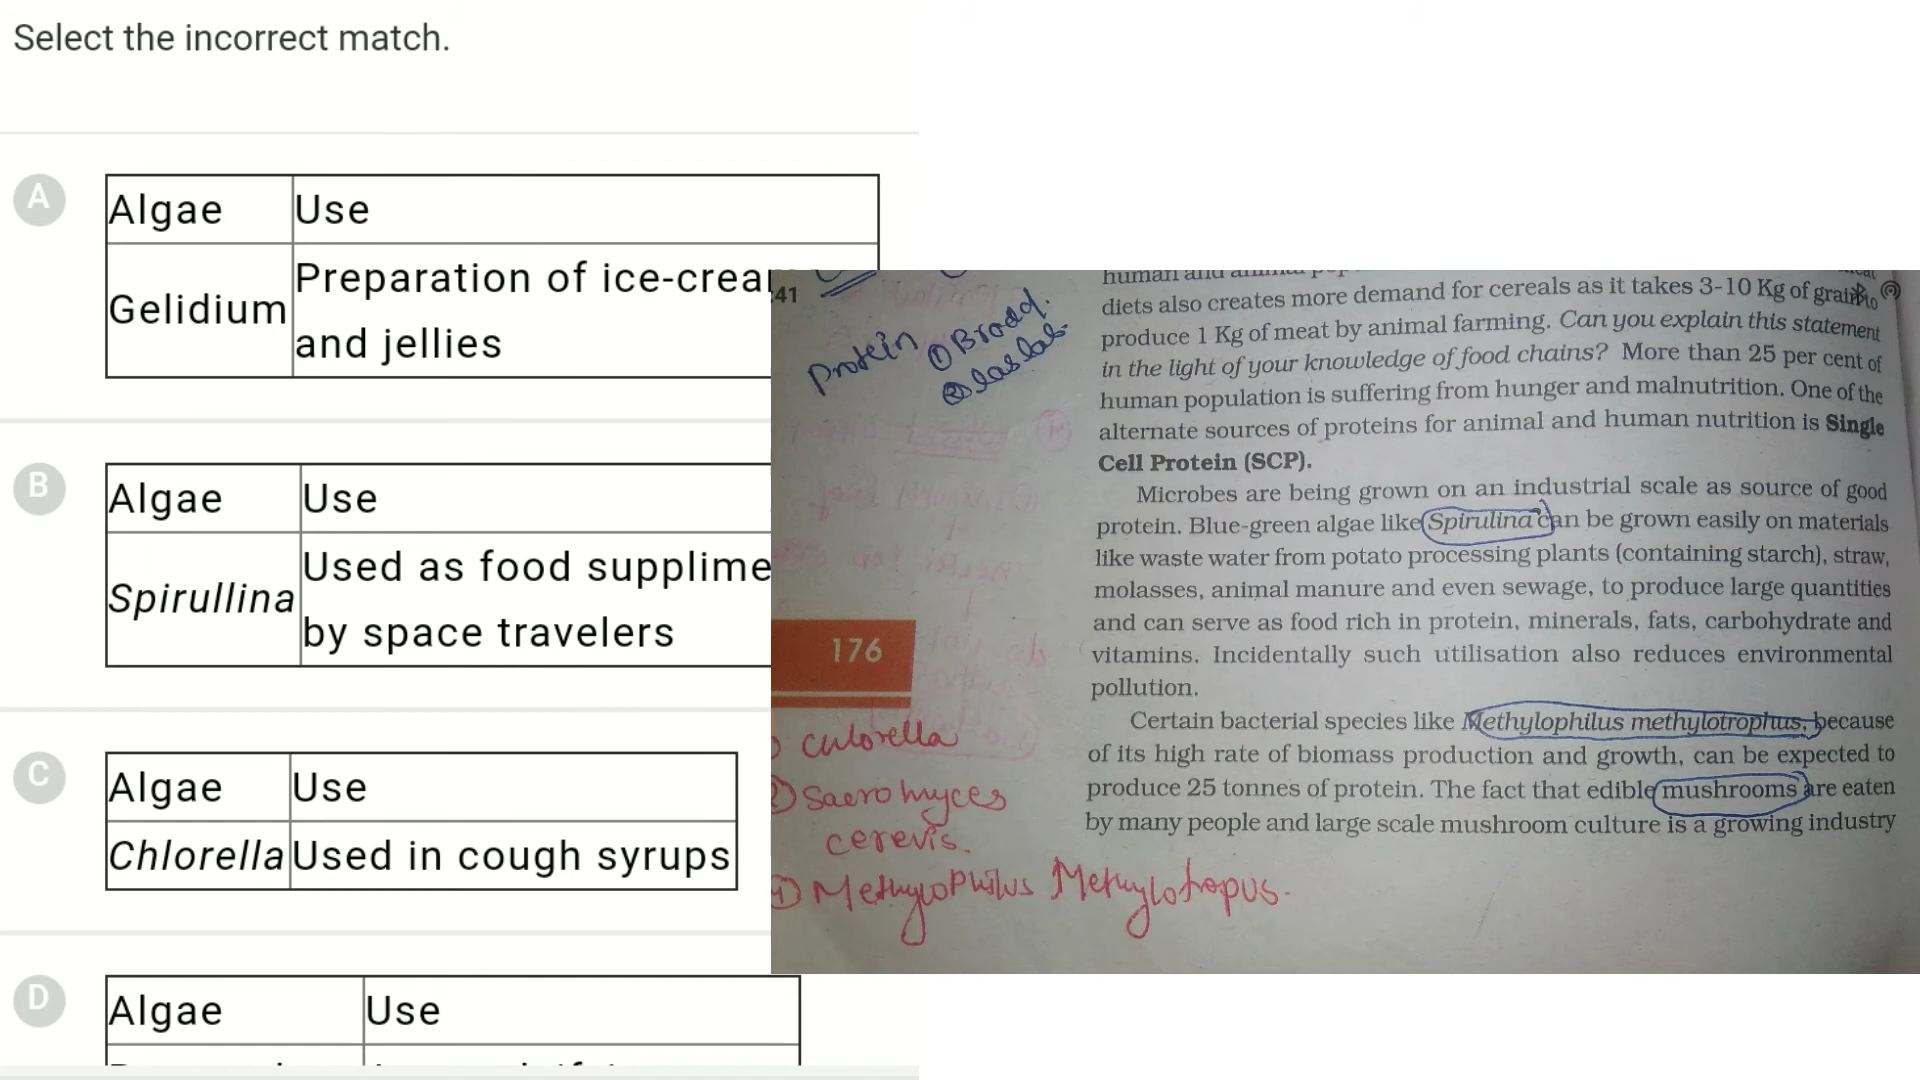 Select the incorrect match.
A
Algae Use
Gelidium Preparation of ice-crea
and jellies
B
Algae Use
Spirullina Used as food supplime
by space travelers
C
Algae Use
Chlorella Used in cough syrups
D
Algae Use
41
Protein ① Broad.
human and
diets also creates more demand for cereals as it takes 3-10 Kg of grain to
produce 1 Kg of meat by animal farming. Can you explain this statement
in the light of your knowledge of food chains? More than 25 per cent of
human population is suffering from hunger and malnutrition. One of the
alternate sources of proteins for animal and human nutrition is Single
Cell Protein (SCP).
Microbes are being grown on an industrial scale as source of good
protein. Blue-green algae like Spirulina can be grown easily on materials
like waste water from potato processing plants (containing starch), straw,
molasses, animal manure and even sewage, to produce large quantities
and can serve as food rich in protein, minerals, fats, carbohydrate and
vitamins. Incidentally such utilisation also reduces environmental
pollution.
Certain bacterial species like Methylophilus methylotrophus, because
of its high rate of biomass production and growth, can be expected to
produce 25 tonnes of protein. The fact that edible mushrooms are eaten
by many people and large scale mushroom culture is a growing industry
176
cerevis.